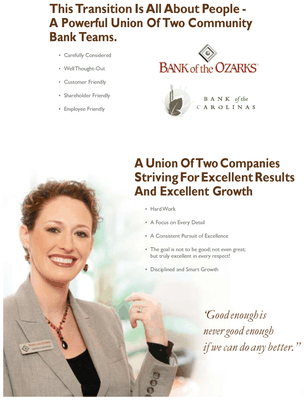 This Transition Is All About People -
A Powerful Union Of Two Community
Bank Teams.
• Carefully Considered
• Well Thought-Out
• Customer Friendly
• Shareholder Friendly
• Employee Friendly
BANK of the OZARKS
BANK of the
CAROLINAS
A Union Of Two Companies
Striving For Excellent Results
And Excellent Growth
• Hard Work
• A Focus on Every Detail
• A Consistent Pursuit of Excellence
• The goal is not to be good; not even great;
but truly excellent in every respect!
• Disciplined and Smart Growth
‘Good enough is
never good enough
if we can do any better.”